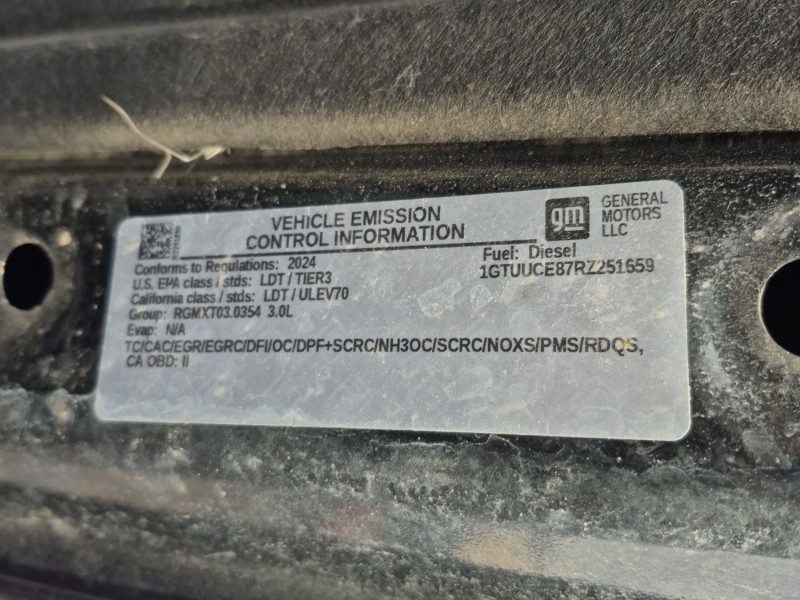 VEHICLE EMISSION
CONTROL INFORMATION
gm
GENERAL
MOTORS
LLC
Conforms to Regulations: 2024
U.S. EPA class / stds: LDT / TIER3
California class / stds: LDT / ULEV70
Group: RGMXT03.0354 3.0L
Evap: N/A
Fuel: Diesel
1GTUUCE87RZ251559
TC/CAC/EGR/EGRC/DFI/OC/DPF+SCRC/NH3OC/SCRC/NOXS/PMS/RDQS,
CA OBD: II